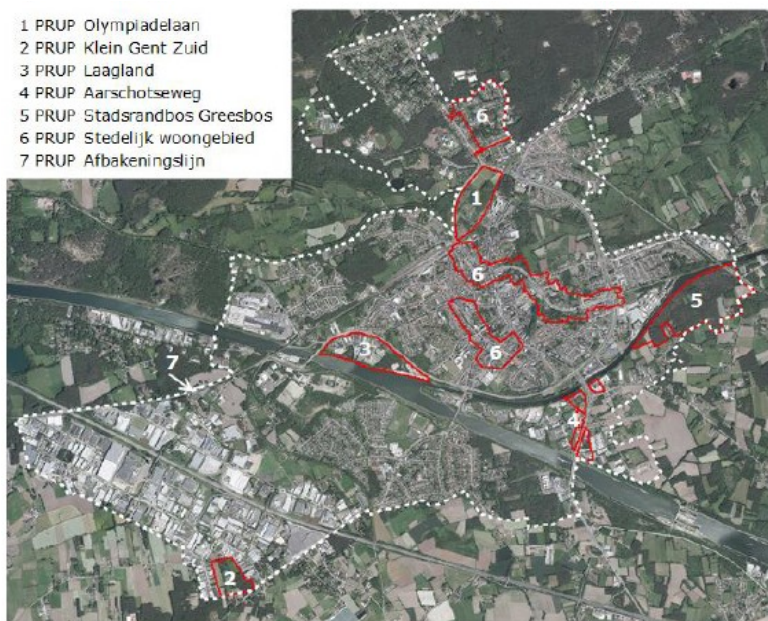 1 PRUP Olympiadelaan
2 PRUP Klein Gent Zuid
3 PRUP Laagland
4 PRUP Aarschotseweg
5 PRUP Stadsrandbos Greesbos
6 PRUP Stedelijk woongebied
7 PRUP Afbakeningslijn
6
1
6
5
3
6
7
4
2